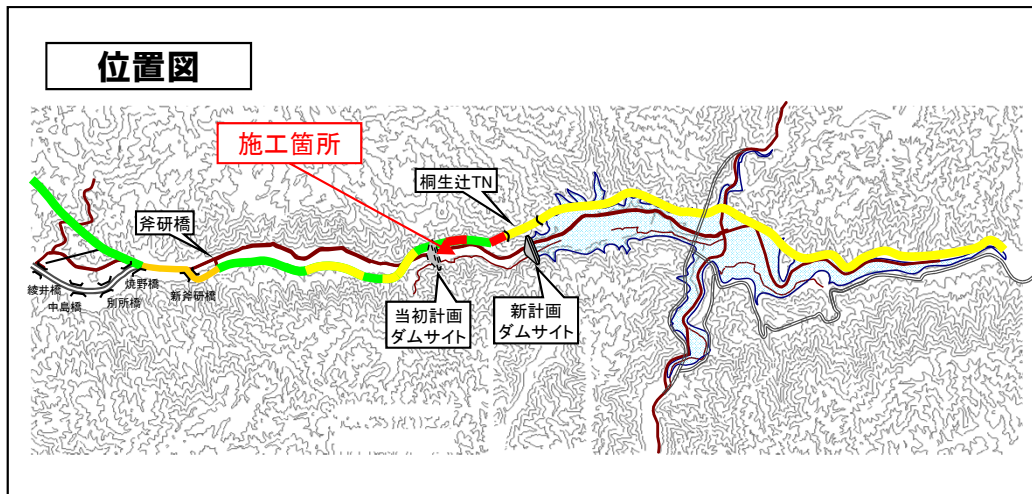 位置図
施工箇所
桐生辻TN
斧研橋
綾井橋
中島橋
別所橋
焼野橋
新斧研橋
当初計画
ダムサイト
新計画
ダムサイト